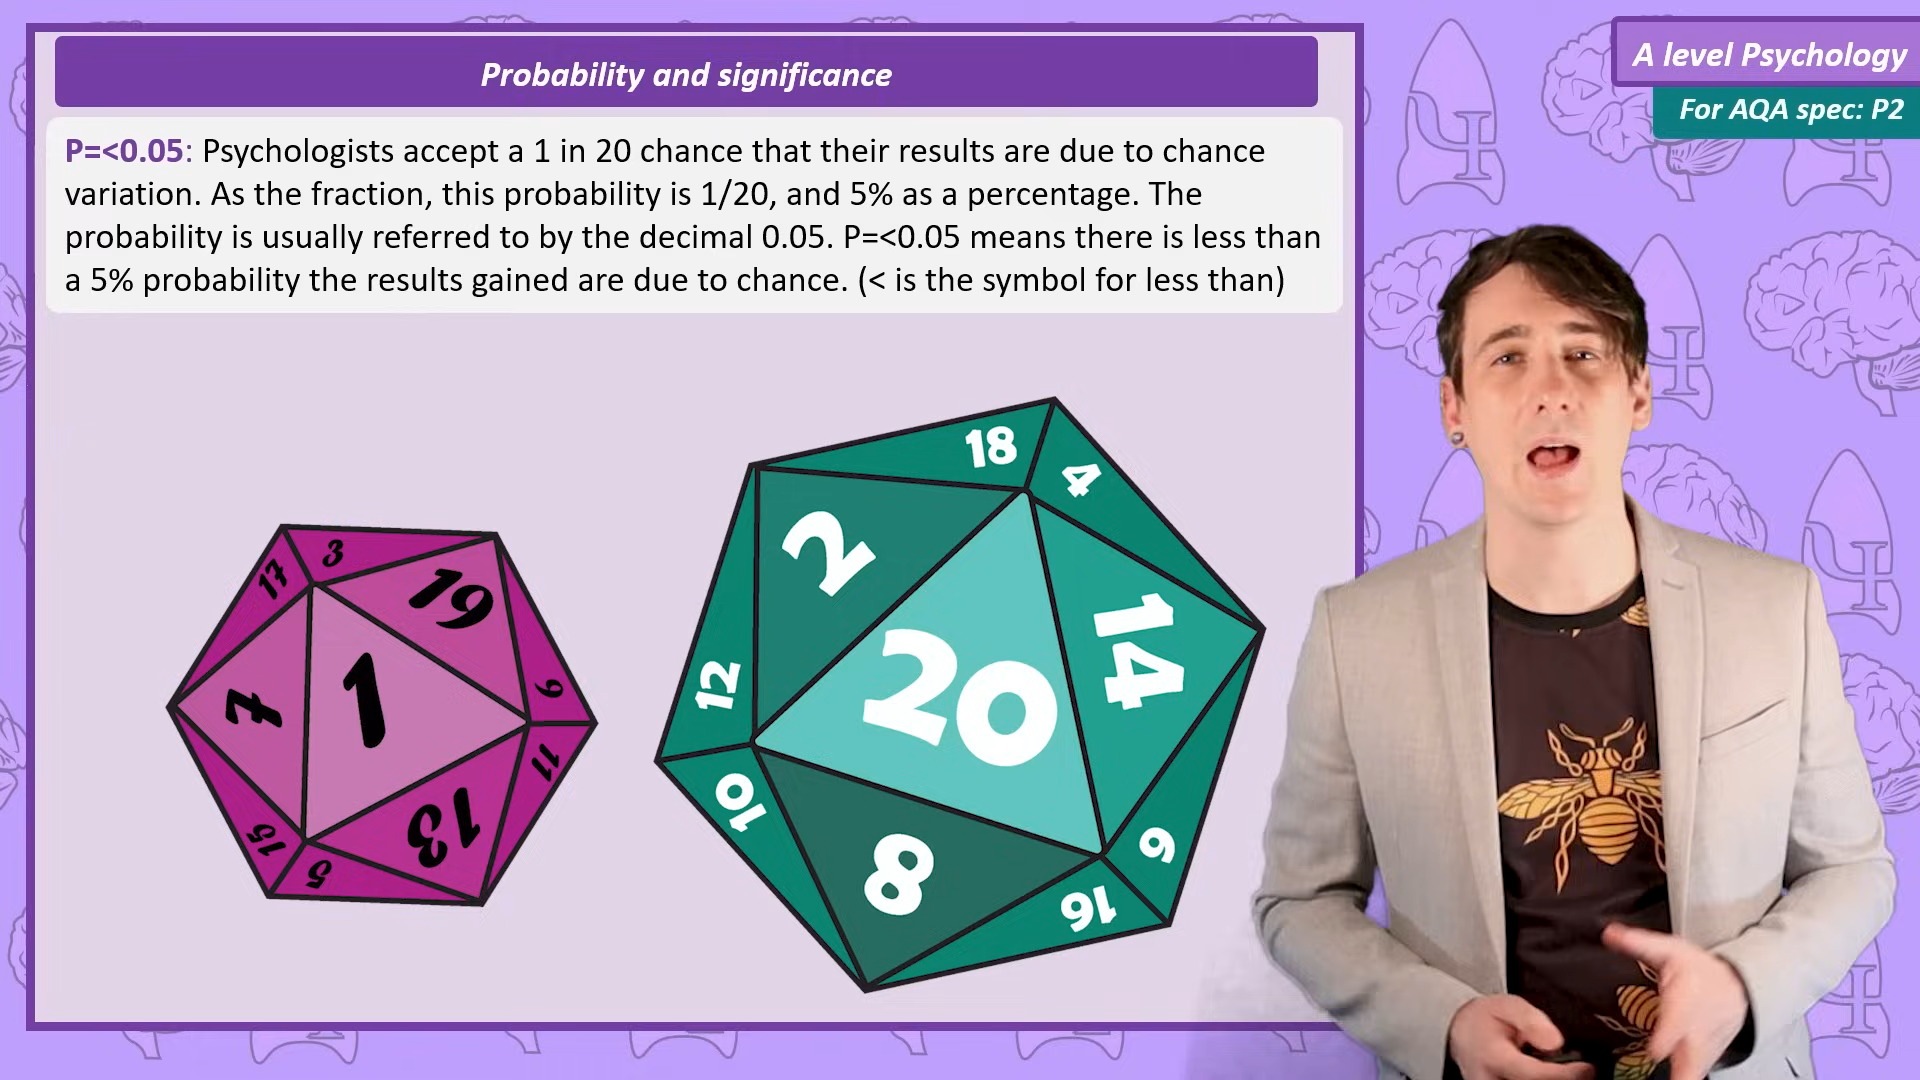 Probability and significance
A level Psychology
For AQA spec: P2
P=<0.05: Psychologists accept a 1 in 20 chance that their results are due to chance
variation. As the fraction, this probability is 1/20, and 5% as a percentage. The
probability is usually referred to by the decimal 0.05. P=<0.05 means there is less than
a 5% probability the results gained are due to chance. (< is the symbol for less than)
18
4
2
14
20
12
10
8
6
16
3
17
19
7
1
9
11
13
15
5